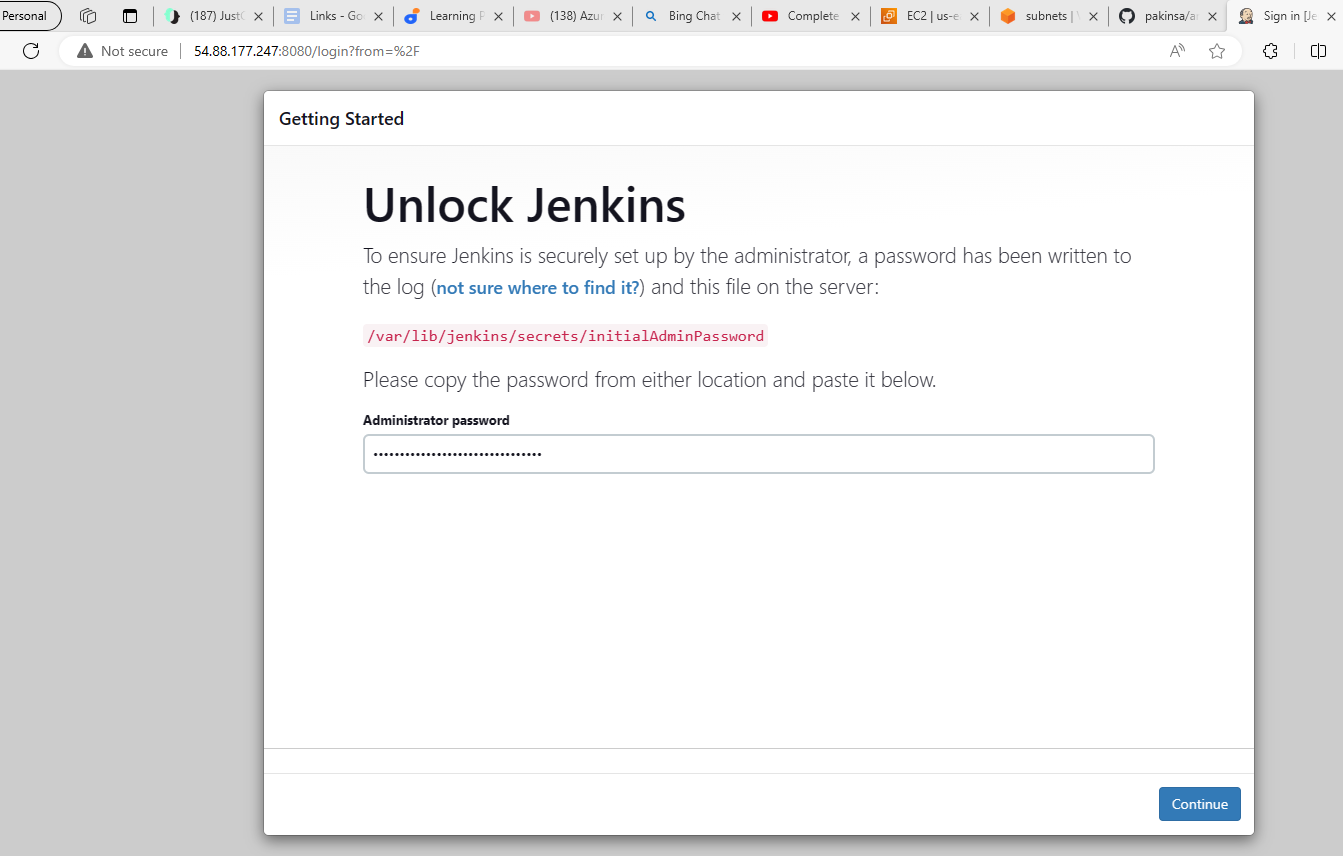 Personal
(187) Just
Links - Go
Learning P
(138) Azur
Bing Chat
Complete
EC2 | us-e
subnets | V
pakinsa/a
Sign in [Je
Not secure
54.88.177.247:8080/login?from=%2F
Getting Started
Unlock Jenkins
To ensure Jenkins is securely set up by the administrator, a password has been written to
the log (not sure where to find it?) and this file on the server:
/var/lib/jenkins/secrets/initialAdminPassword
Please copy the password from either location and paste it below.
Administrator password
••••••••••••••••••••••••••••••••
Continue